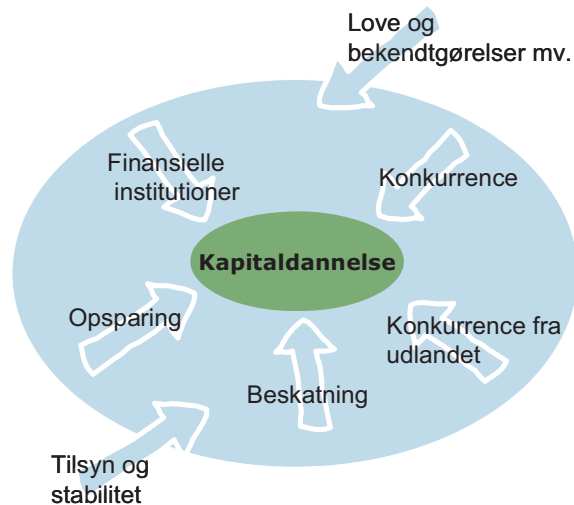 Love og
bekendtgørelser mv.
Finansielle
institutioner
Konkurrence
Kapitaldannelse
Opsparing
Konkurrence fra
udlandet
Beskatning
Tilsyn og
stabilitet